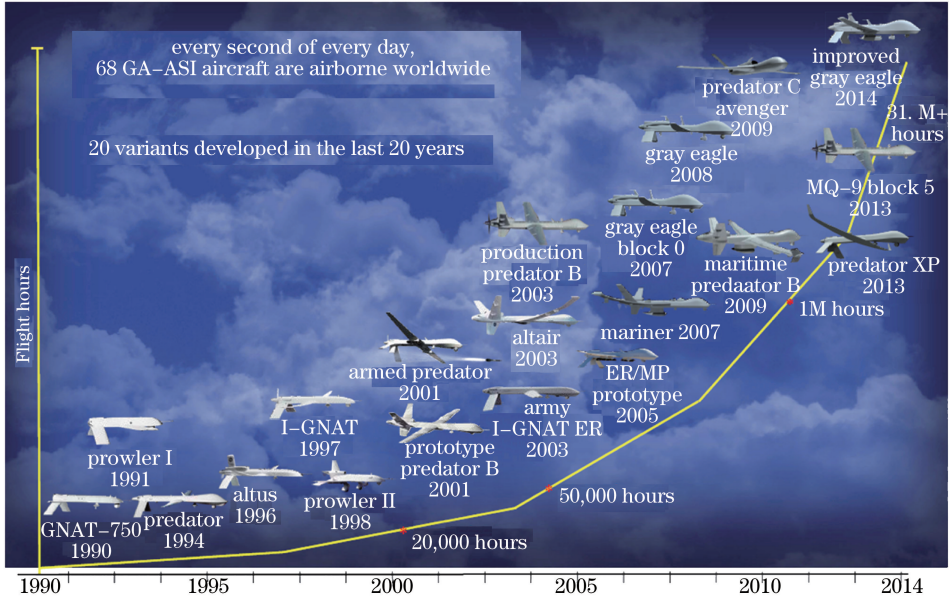 every second of every day,
68 GA–ASI aircraft are airborne worldwide
20 variants developed in the last 20 years
Flight hours
improved
gray eagle
2014
31. M+
hours
predator C
avenger
2009
gray eagle
2008
MQ–9 block 5
2013
production
predator B
2003
gray eagle
block 0
2007
maritime
predaator B
2009
predator XP
2013
1M hours
altair
2003
mariner 2007
armed predator
2001
ER/MP
prototype
2005
army
I–GNAT ER
2003
I–GNAT
1997
prototype
predator B
2001
prowler I
1991
altus
1996
prowler II
1998
GNAT–750
1990
predator
1994
50,000 hours
20,000 hours
1990 1995 2000 2005 2010 2014